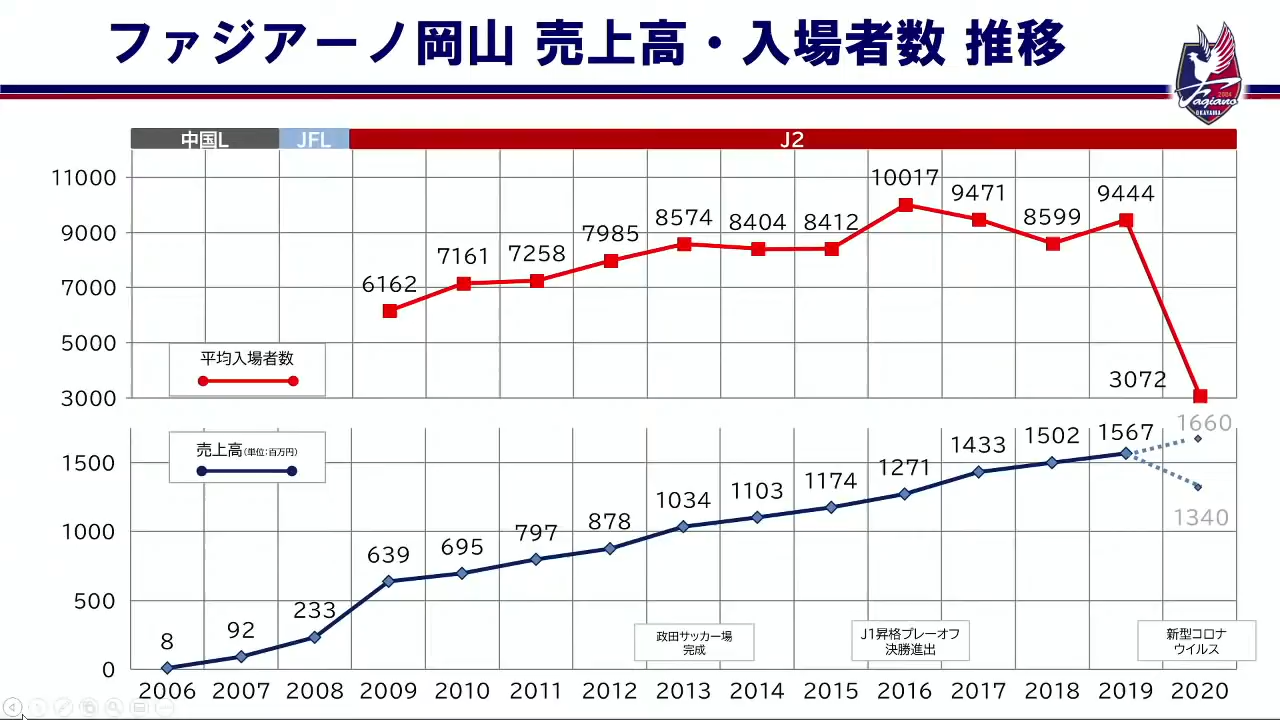 ファジアーノ岡山 売上高・入場者数 推移
2004
Fagiano
OKAYAMA
中国L JFL J2
11000
9000
7000
5000
3000
6162 7161 7258 7985 8574 8404 8412 10017 9471 8599 9444 3072
平均入場者数
売上高(単位:百万円)
1500
1000
500
0
8 92 233 639 695 797 878 1034 1103 1174 1271 1433 1502 1567 1660
1340
政田サッカー場
完成
J1昇格プレーオフ
決勝進出
新型コロナ
ウイルス
2006 2007 2008 2009 2010 2011 2012 2013 2014 2015 2016 2017 2018 2019 2020